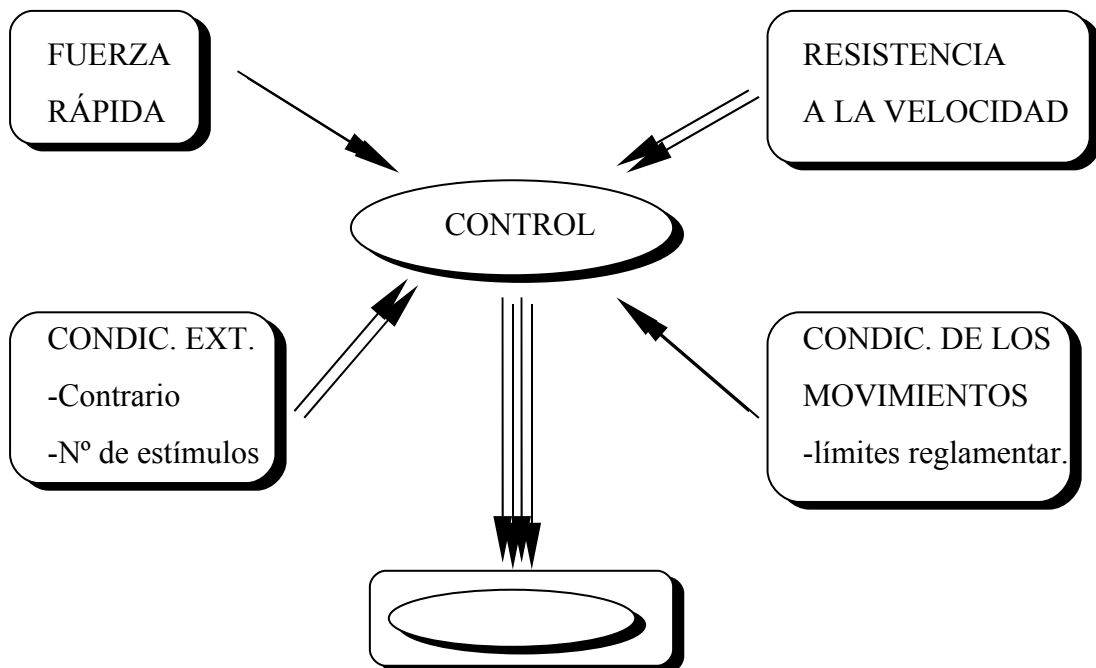 FUERZA
RÁPIDA
RESISTENCIA
A LA VELOCIDAD
CONTROL
CONDIC. EXT.
-Contrario
-Nº de estímulos
CONDIC. DE LOS
MOVIMIENTOS
-límites reglamentar.